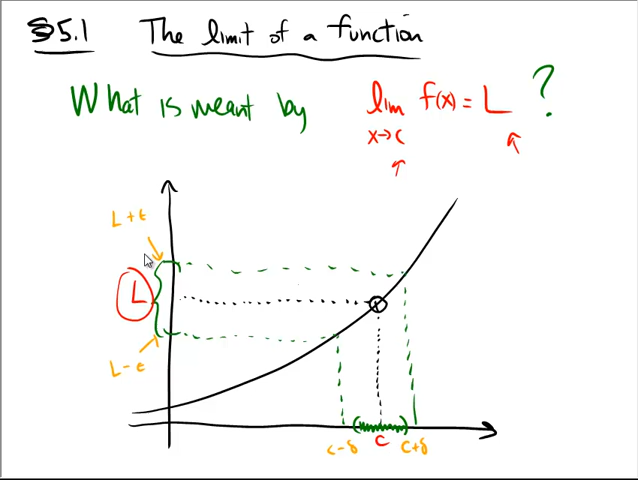 §5.1 The limit of a function
What is meant by lim f(x) = L ?
x→c
L+ε
L
L-ε
c-δ c c+δ